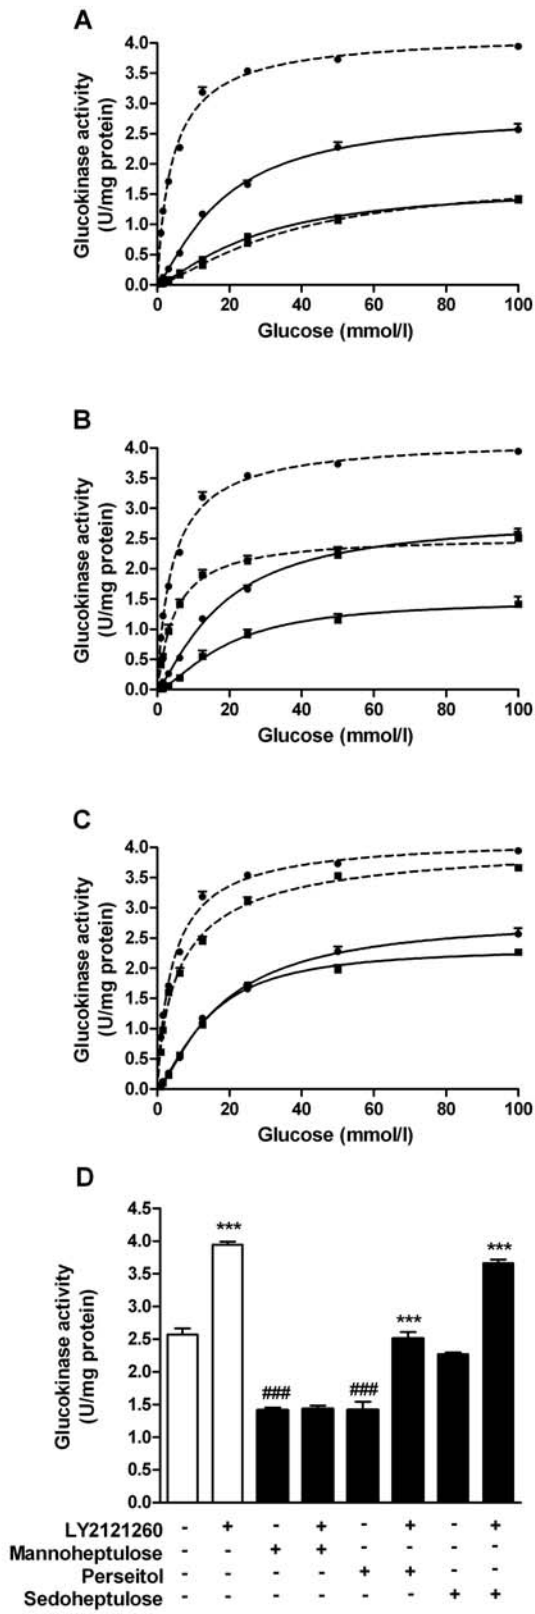 A
Glucokinase activity
(U/mg protein)
4.0
3.5
3.0
2.5
2.0
1.5
1.0
0.5
0
0 20 40 60 80 100
Glucose (mmol/l)
B
Glucokinase activity
(U/mg protein)
4.0
3.5
3.0
2.5
2.0
1.5
1.0
0.5
0.0
0 20 40 60 80 100
Glucose (mmol/l)
C
Glucokinase activity
(U/mg protein)
4.0
3.5
3.0
2.5
2.0
1.5
1.0
0.5
0.0
0 20 40 60 80 100
Glucose (mmol/l)
D
Glucokinase activity
(U/mg protein)
4.5
4.0
3.5
3.0
2.5
2.0
1.5
1.0
0.5
0.0
***
###
###
***
***
LY2121260 - + - + - + - +
Mannoheptulose - - + + - - - -
Perseitol - - - - + + - -
Sedoheptulose - - - - - - + +